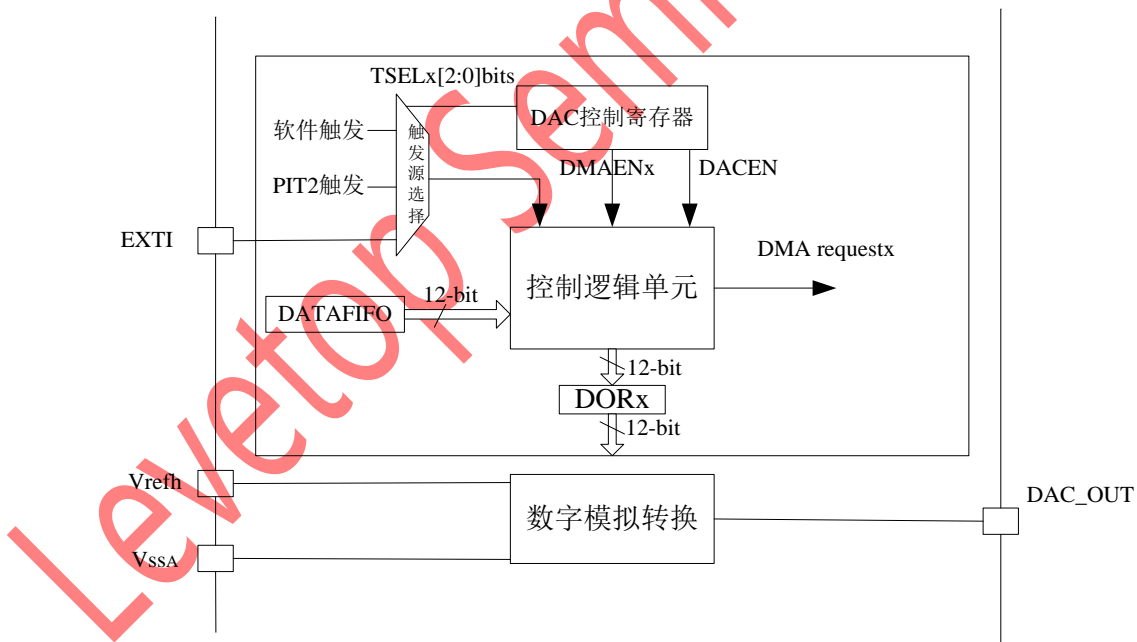 TSELx[2:0]bits
DAC控制寄存器
软件触发
触发源选择
DMAENx
DACEN
PIT2触发
EXTI
DMA requestx
控制逻辑单元
12-bit
DATAFIFO
12-bit
DORx
12-bit
Vrefh
DAC_OUT
数字模拟转换
VSSA
Levetop Semi